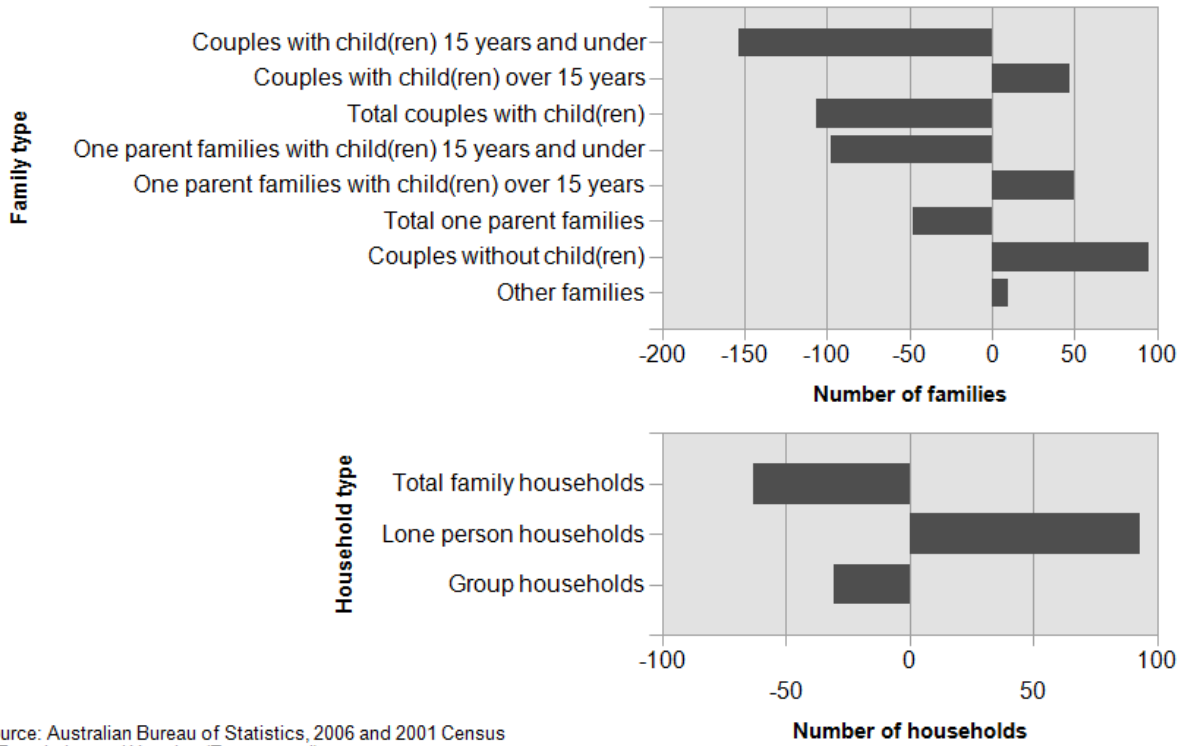 Family type
Couples with child(ren) 15 years and under
Couples with child(ren) over 15 years
Total couples with child(ren)
One parent families with child(ren) 15 years and under
One parent families with child(ren) over 15 years
Total one parent families
Couples without child(ren)
Other families
-200 -150 -100 -50 0 50 100
Number of families
Household type
Total family households
Lone person households
Group households
-100 0 100
-50 50
Number of households
urce: Australian Bureau of Statistics, 2006 and 2001 Census